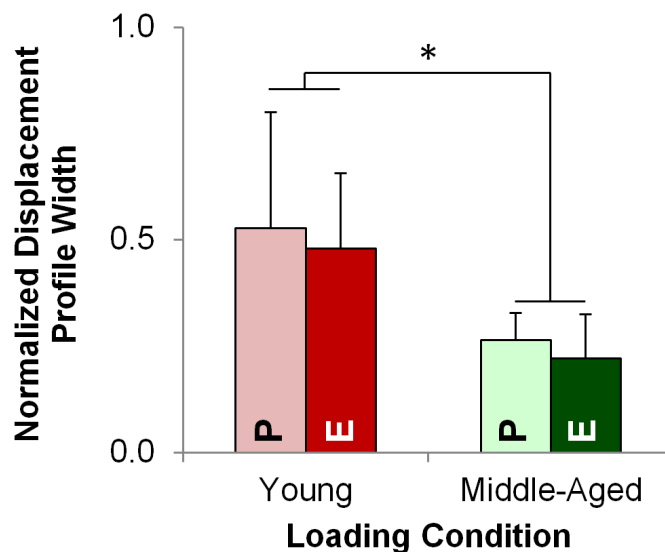 1.0
*
Normalized Displacement
Profile Width
0.5
0.0
P
E
P
E
Young
Middle-Aged
Loading Condition